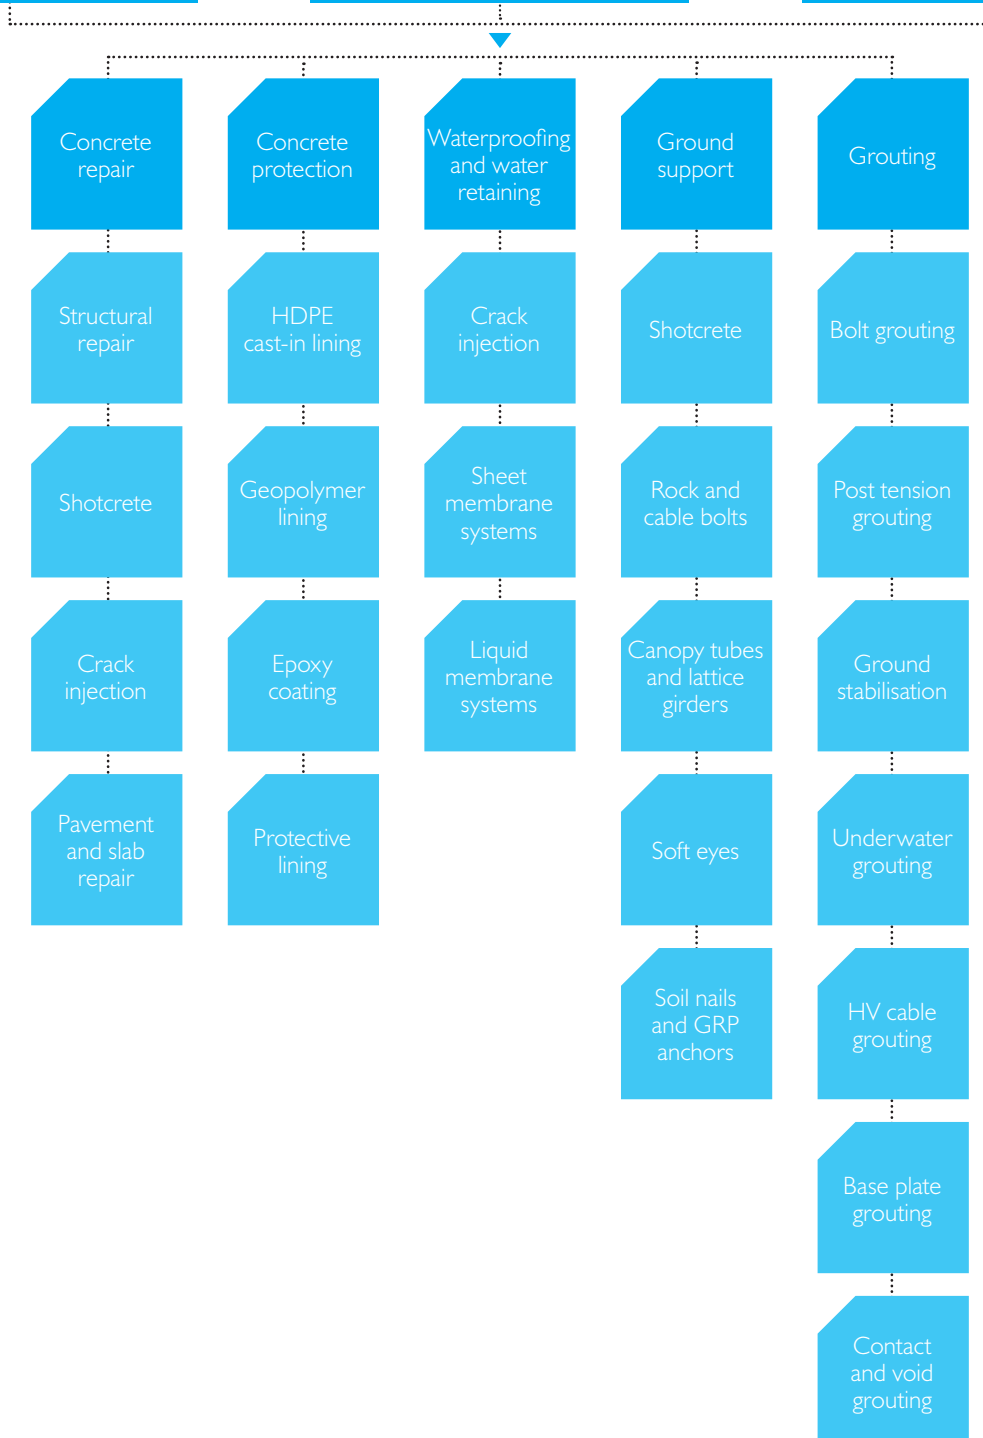 Concrete
repair
Concrete
protection
Waterproofing
and water
retaining
Ground
support
Grouting
Structural
repair
HDPE
cast-in lining
Crack
injection
Shotcrete
Bolt grouting
Shotcrete
Geopolymer
lining
Sheet
membrane
systems
Rock and
cable bolts
Post tension
grouting
Crack
injection
Epoxy
coating
Liquid
membrane
systems
Canopy tubes
and lattice
girders
Ground
stabilisation
Pavement
and slab
repair
Protective
lining
Soft eyes
Underwater
grouting
Soil nails
and GRP
anchors
HV cable
grouting
Base plate
grouting
Contact
and void
grouting